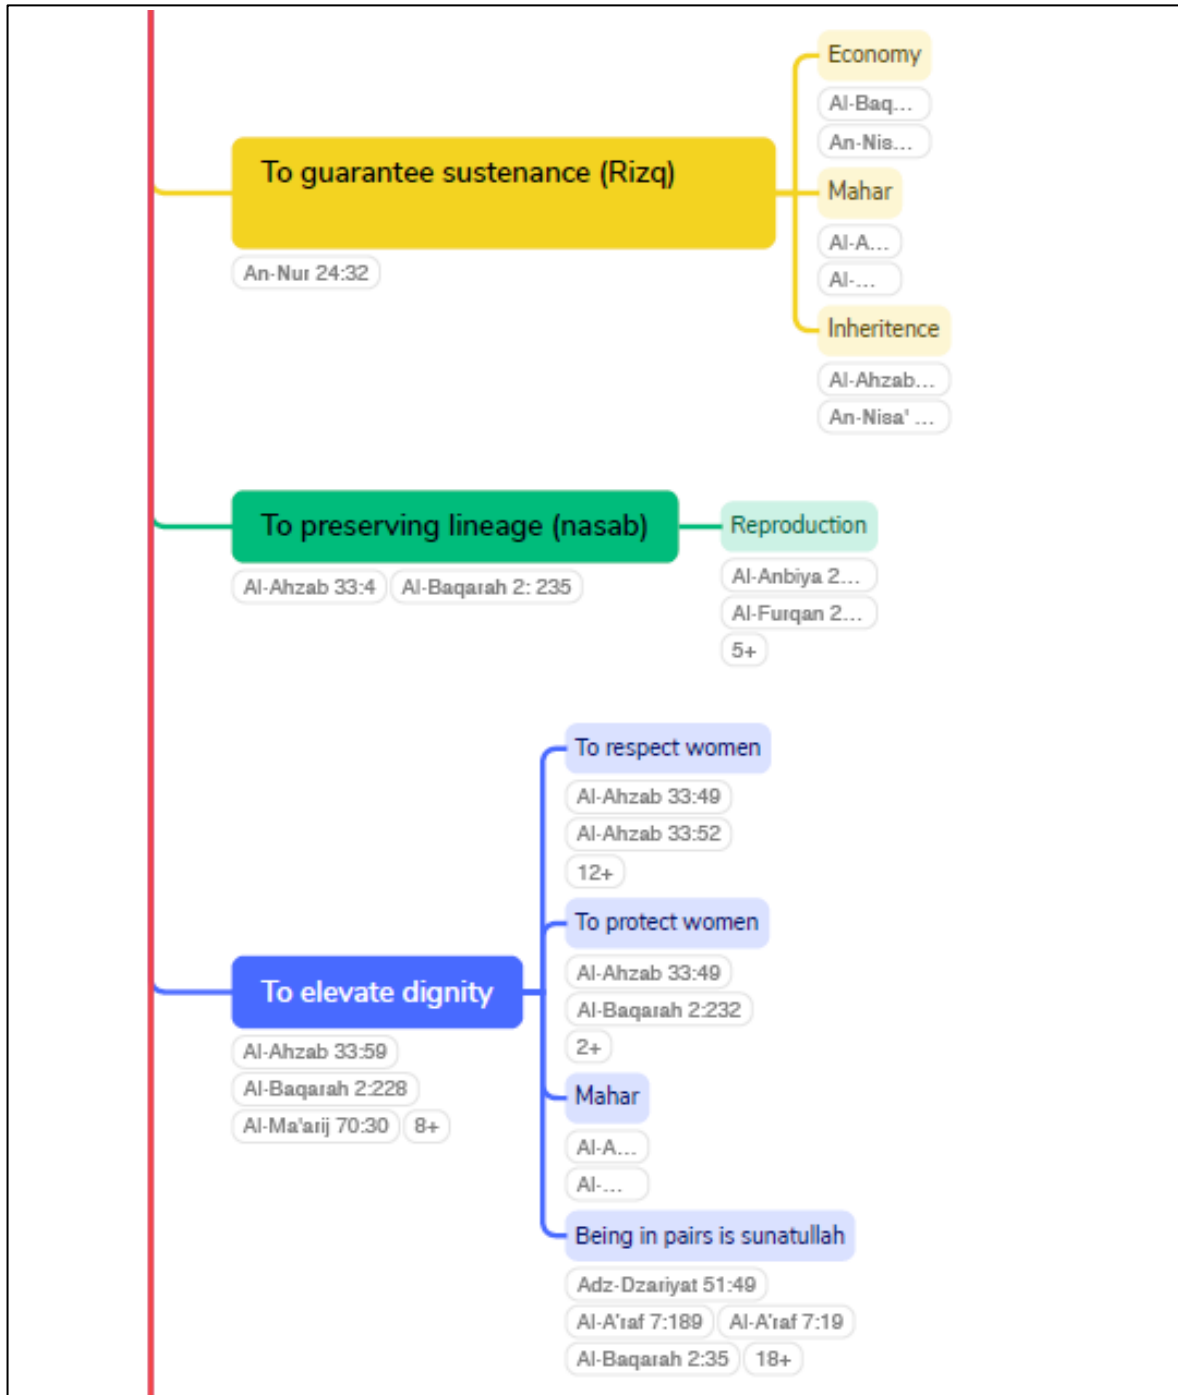 Economy
Al-Baq...
An-Nis...
To guarantee sustenance (Rizq)
An-Nur 24:32
Mahar
Al-A...
Al-...
Inheritence
Al-Ahzab...
An-Nisa' ...
To preserving lineage (nasab)
Al-Ahzab 33:4 Al-Baqarah 2: 235
Reproduction
Al-Anbiya 2...
Al-Furqan 2...
5+
To elevate dignity
Al-Ahzab 33:59
Al-Baqarah 2:228
Al-Ma'arij 70:30 8+
To respect women
Al-Ahzab 33:49
Al-Ahzab 33:52
12+
To protect women
Al-Ahzab 33:49
Al-Baqarah 2:232
2+
Mahar
Al-A...
Al-...
Being in pairs is sunatullah
Adz-Dzariyat 51:49
Al-A'raf 7:189 Al-A'raf 7:19
Al-Baqarah 2:35 18+